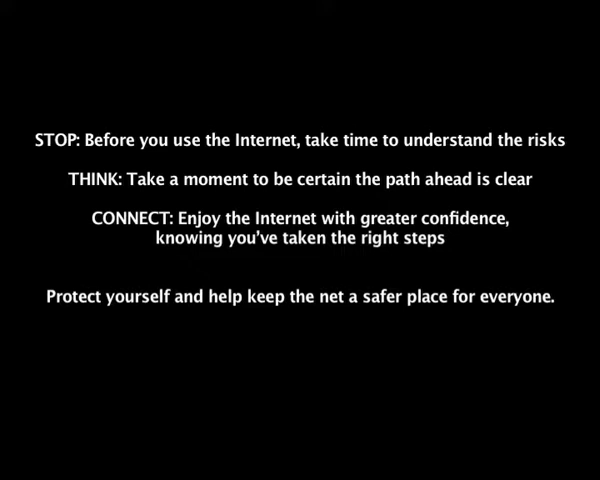 STOP: Before you use the Internet, take time to understand the risks
THINK: Take a moment to be certain the path ahead is clear
CONNECT: Enjoy the Internet with greater confidence,
knowing you've taken the right steps
Protect yourself and help keep the net a safer place for everyone.